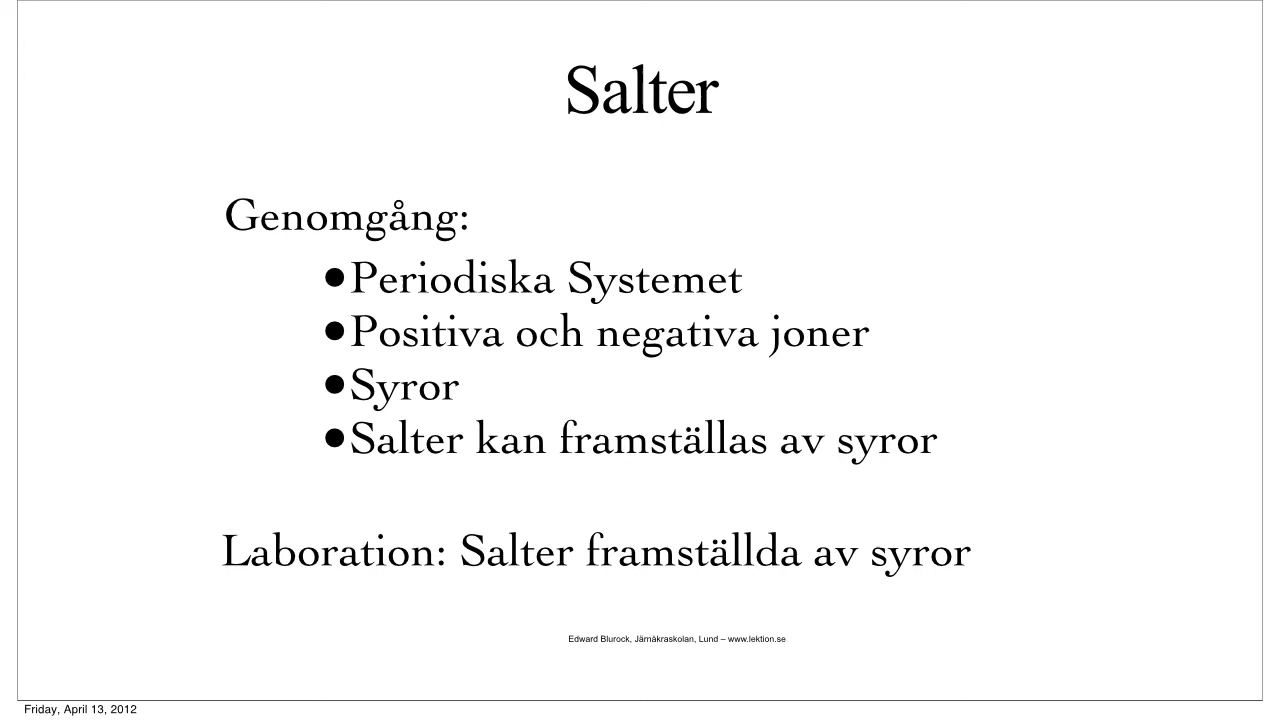 Salter
Genomgång:
•Periodiska Systemet
•Positiva och negativa joner
•Syror
•Salter kan framställas av syror
Laboration: Salter framställda av syror
Edward Blurock, Järnåkraskolan, Lund – www.lektion.se
Friday, April 13, 2012